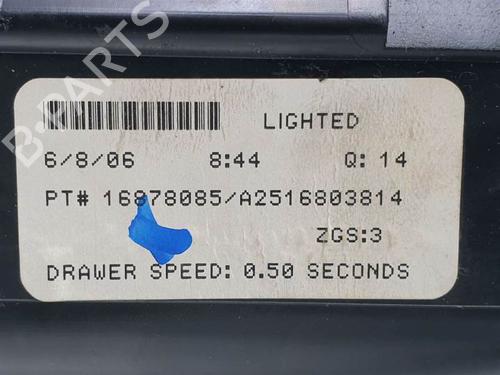 B-PARTS
LIGHTED
6/8/06 8:44 Q: 14
PT# 16878085/A2516803814
ZGS:3
DRAWER SPEED: 0.50 SECONDS